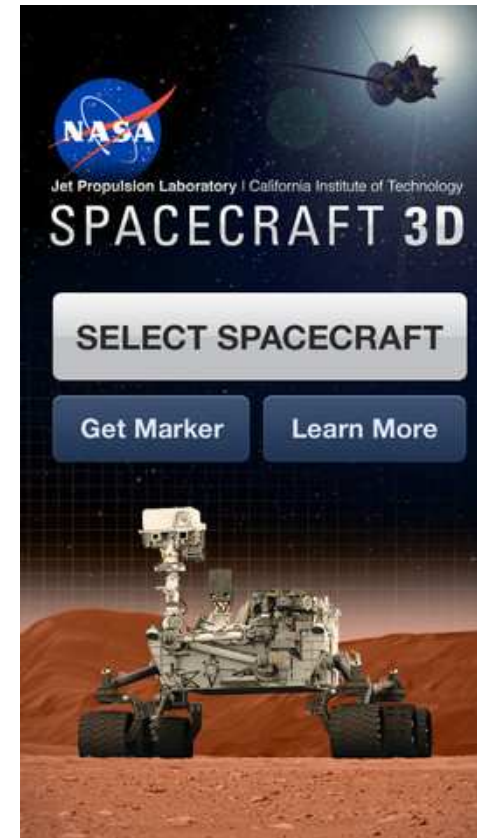 NASA
Jet Propulsion Laboratory | California Institute of Technology
SPACECRAFT 3D
SELECT SPACECRAFT
Get Marker
Learn More